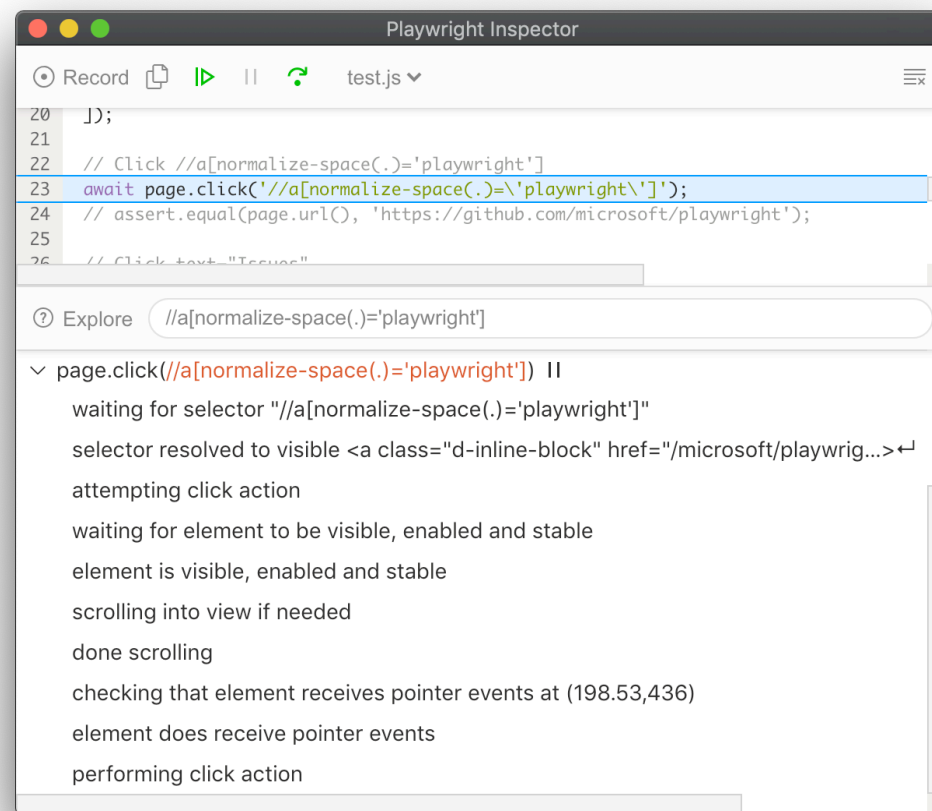 Playwright Inspector
Record test.js
20 ]);
21
22 // Click //a[normalize-space(.)='playwright']
23 await page.click('//a[normalize-space(.)=\'playwright\']');
24 // assert.equal(page.url(), 'https://github.com/microsoft/playwright');
25
26 // Click text="Issues"
Explore //a[normalize-space(.)='playwright']
page.click(//a[normalize-space(.)='playwright'])
waiting for selector "//a[normalize-space(.)='playwright']"
selector resolved to visible <a class="d-inline-block" href="/microsoft/playwrig...>↵
attempting click action
waiting for element to be visible, enabled and stable
element is visible, enabled and stable
scrolling into view if needed
done scrolling
checking that element receives pointer events at (198.53,436)
element does receive pointer events
performing click action